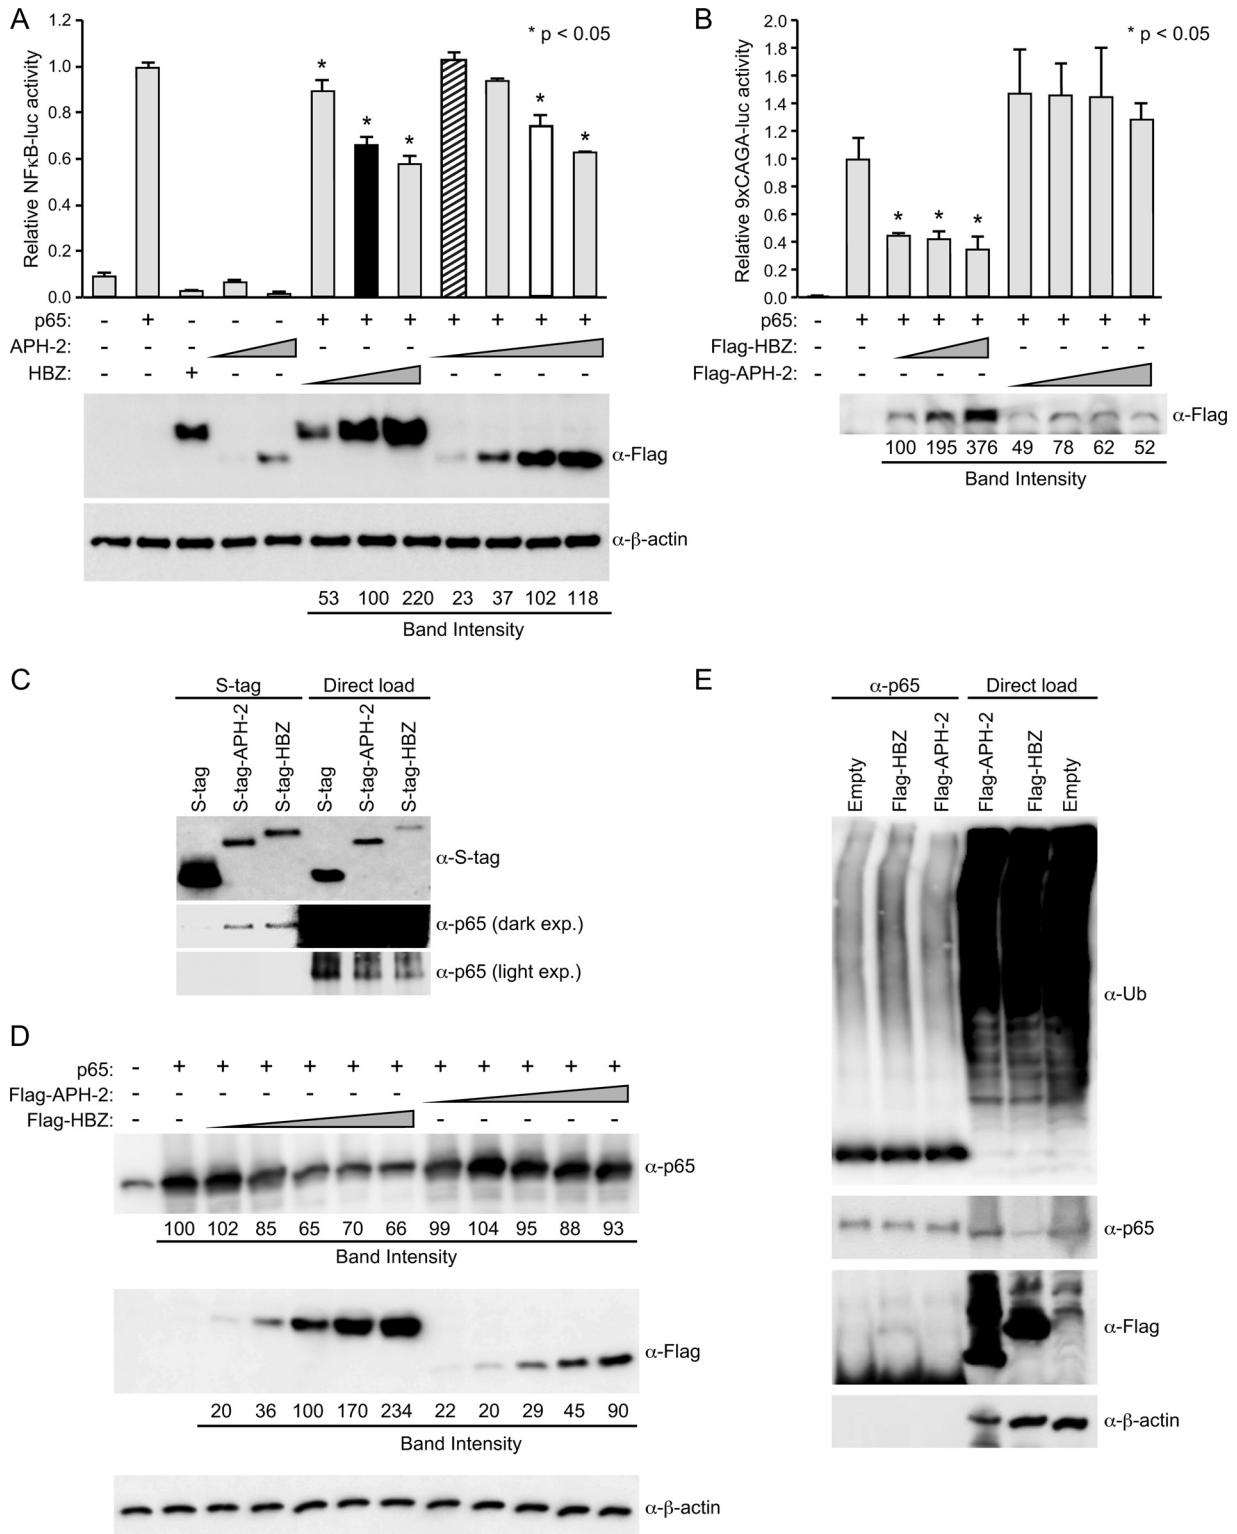 A
Relative NFκB-luc activity
1.2
1.0
0.8
0.6
0.4
0.2
0.0
* p < 0.05
* * * * *
p65: - + - - - + + + + + + +
APH-2: - - - - - -
HBZ: - - + - - - - - -
α-Flag
α-β-actin
53 100 220 23 37 102 118
Band Intensity
B
Relative 9xCAGA-luc activity
2.0
1.8
1.6
1.4
1.2
1.0
0.8
0.6
0.4
0.2
0.0
* p < 0.05
* * *
p65: - + + + + + + + +
Flag-HBZ: - - - - - -
Flag-APH-2: - - - - -
α-Flag
100 195 376 49 78 62 52
Band Intensity
C
S-tag Direct load
S-tag
S-tag-APH-2
S-tag-HBZ
S-tag
S-tag-APH-2
S-tag-HBZ
α-S-tag
α-p65 (dark exp.)
α-p65 (light exp.)
D
p65: - + + + + + + + + + + +
Flag-APH-2: - - - - - - -
Flag-HBZ: - - - - - - -
α-p65
100 102 85 65 70 66 99 104 95 88 93
Band Intensity
α-Flag
20 36 100 170 234 22 20 29 45 90
Band Intensity
α-β-actin
E
α-p65 Direct load
Empty
Flag-HBZ
Flag-APH-2
Flag-APH-2
Flag-HBZ
Empty
α-Ub
α-p65
α-Flag
α-β-actin